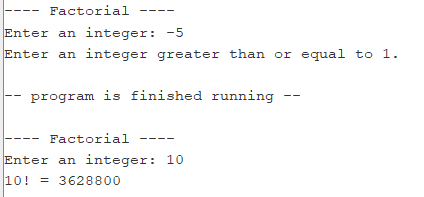 ---- Factorial ----
Enter an integer: -5
Enter an integer greater than or equal to 1.
-- program is finished running --
---- Factorial ----
Enter an integer: 10
10! = 3628800